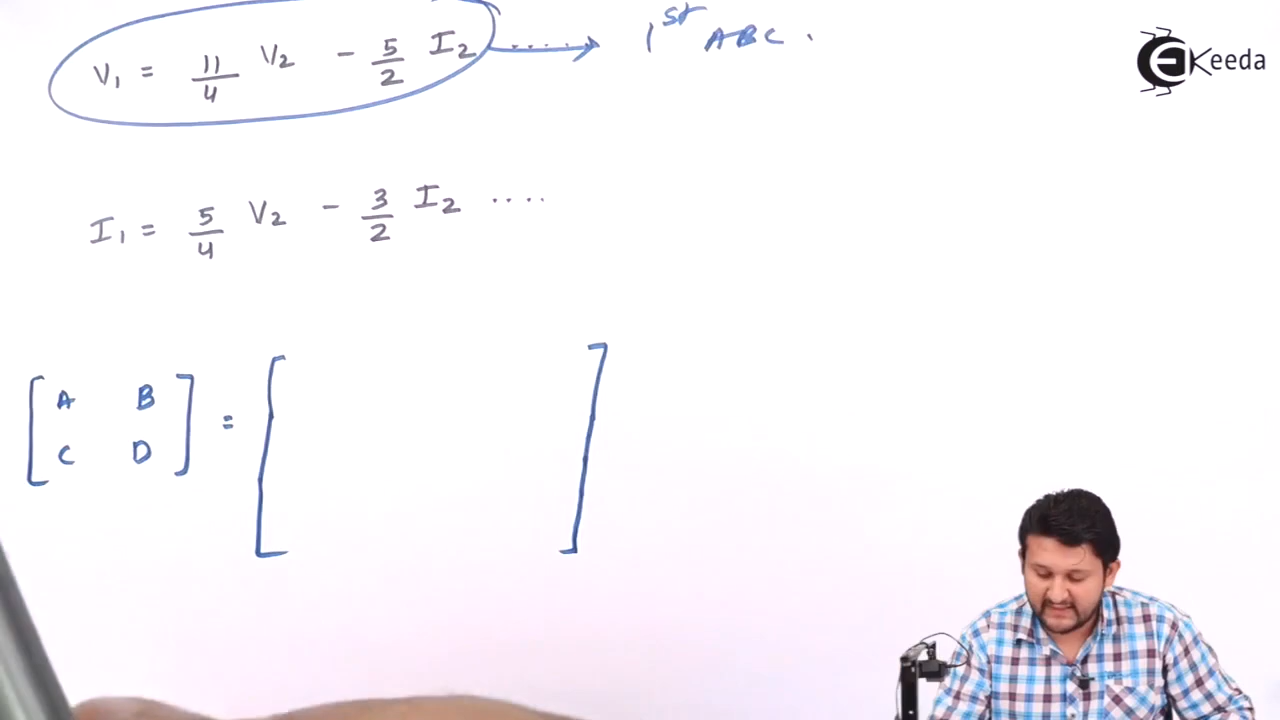 V₁ = 11/4 V₂ - 5/2 I₂ ......→ 1ˢᵗ ABC.
EKeeda
I₁ = 5/4 V₂ - 3/2 I₂ ....
[A B
C D] = [ ]